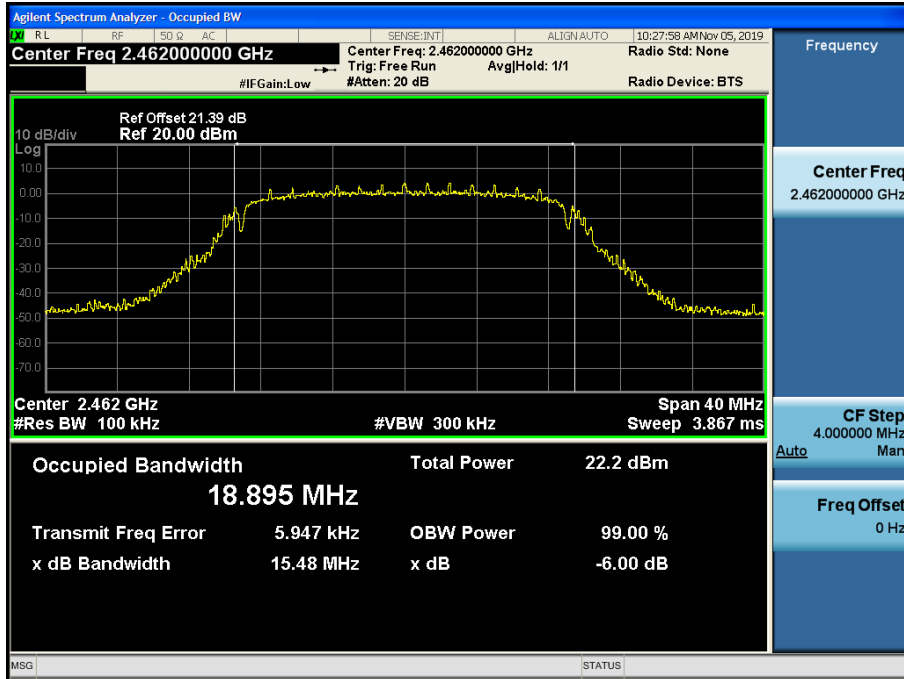 Agilent Spectrum Analyzer - Occupied BW
LXI RL RF 50 Ω AC SENSE:INT ALIGN AUTO 10:27:58 AM Nov 05, 2019
Center Freq 2.462000000 GHz
Center Freq: 2.462000000 GHz
Radio Std: None
Trig: Free Run Avg|Hold: 1/1
#IFGain:Low #Atten: 20 dB Radio Device: BTS
Ref Offset 21.39 dB
10 dB/div Ref 20.00 dBm
Log
10.0
0.00
-10.0
-20.0
-30.0
-40.0
-50.0
-60.0
-70.0
Center 2.462 GHz Span 40 MHz
#Res BW 100 kHz #VBW 300 kHz Sweep 3.867 ms
Occupied Bandwidth Total Power 22.2 dBm
18.895 MHz
Transmit Freq Error 5.947 kHz OBW Power 99.00 %
x dB Bandwidth 15.48 MHz x dB -6.00 dB
MSG STATUS
Frequency
Center Freq
2.462000000 GHz
CF Step
4.000000 MHz
Auto Man
Freq Offset
0 Hz